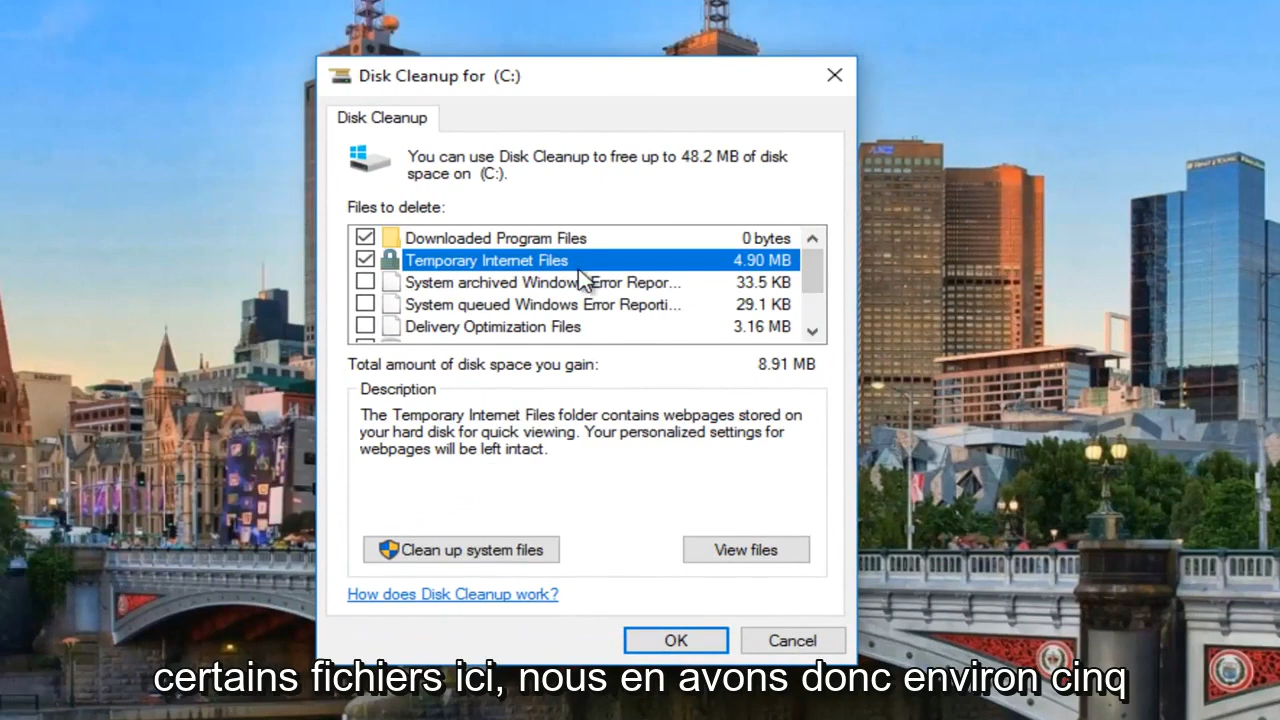 Disk Cleanup for (C:)
Disk Cleanup
You can use Disk Cleanup to free up to 48.2 MB of disk
space on (C:).
Files to delete:
Downloaded Program Files 0 bytes
Temporary Internet Files 4.90 MB
System archived Windows Error Repor... 33.5 KB
System queued Windows Error Reporti... 29.1 KB
Delivery Optimization Files 3.16 MB
Total amount of disk space you gain: 8.91 MB
Description
The Temporary Internet Files folder contains webpages stored on
your hard disk for quick viewing. Your personalized settings for
webpages will be left intact.
Clean up system files View files
How does Disk Cleanup work?
OK Cancel
certains fichiers ici, nous en avons donc environ cinq